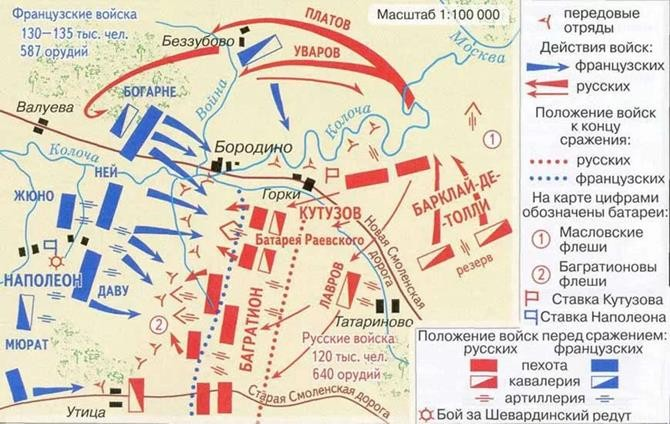 Французские войска
130—135 тыс. чел.
587 орудий
ПЛАТОВ
Масштаб 1:100 000
УВАРОВ
Беззубово
Москва
БОГАРНЕ
Валуева
Война
Колоча
Колоча
Бородино
НЕЙ
ЖЮНО
Горки
КУТУЗОВ
Батарея Раевского
БАРКЛАЙ-ДЕ-
ТОЛЛИ
1
резерв
Новая Смоленская
дорога
НАПОЛЕОН
ДАВУ
БАГРАТИОН
ЛАВРОВ
Татариново
2
МЮРАТ
Русские войска
120 тыс. чел.
640 орудий
Утица
Старая Смоленская дорога
передовые
отряды
Действия войск:
французских
русских
Положение войск
к концу
сражения:
русских
французских
На карте цифрами
обозначены батареи:
1 Масловские
флеши
2 Багратионовы
флеши
Ставка Кутузова
Ставка Наполеона
Положение войск перед сражением:
русских французских
пехота
кавалерия
артиллерия
Бой за Шевардинский редут